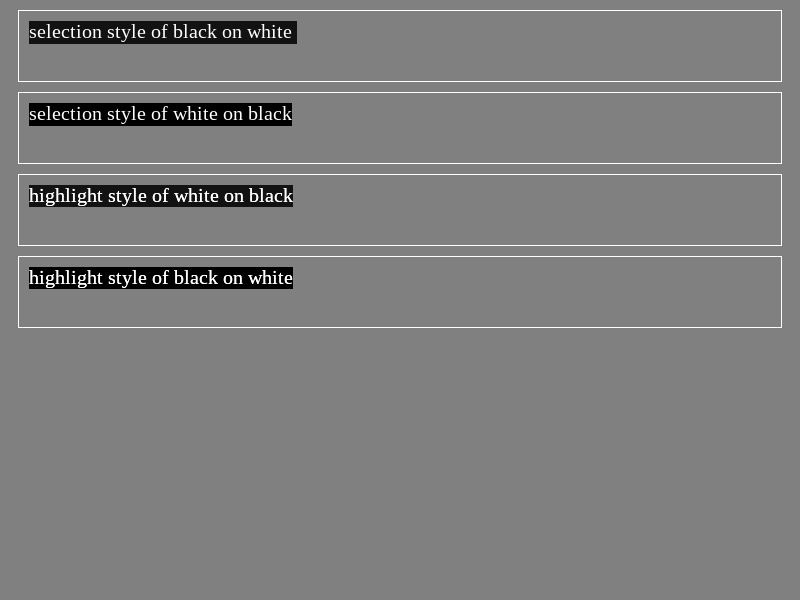 selection style of black on white
selection style of white on black
highlight style of white on black
highlight style of black on white